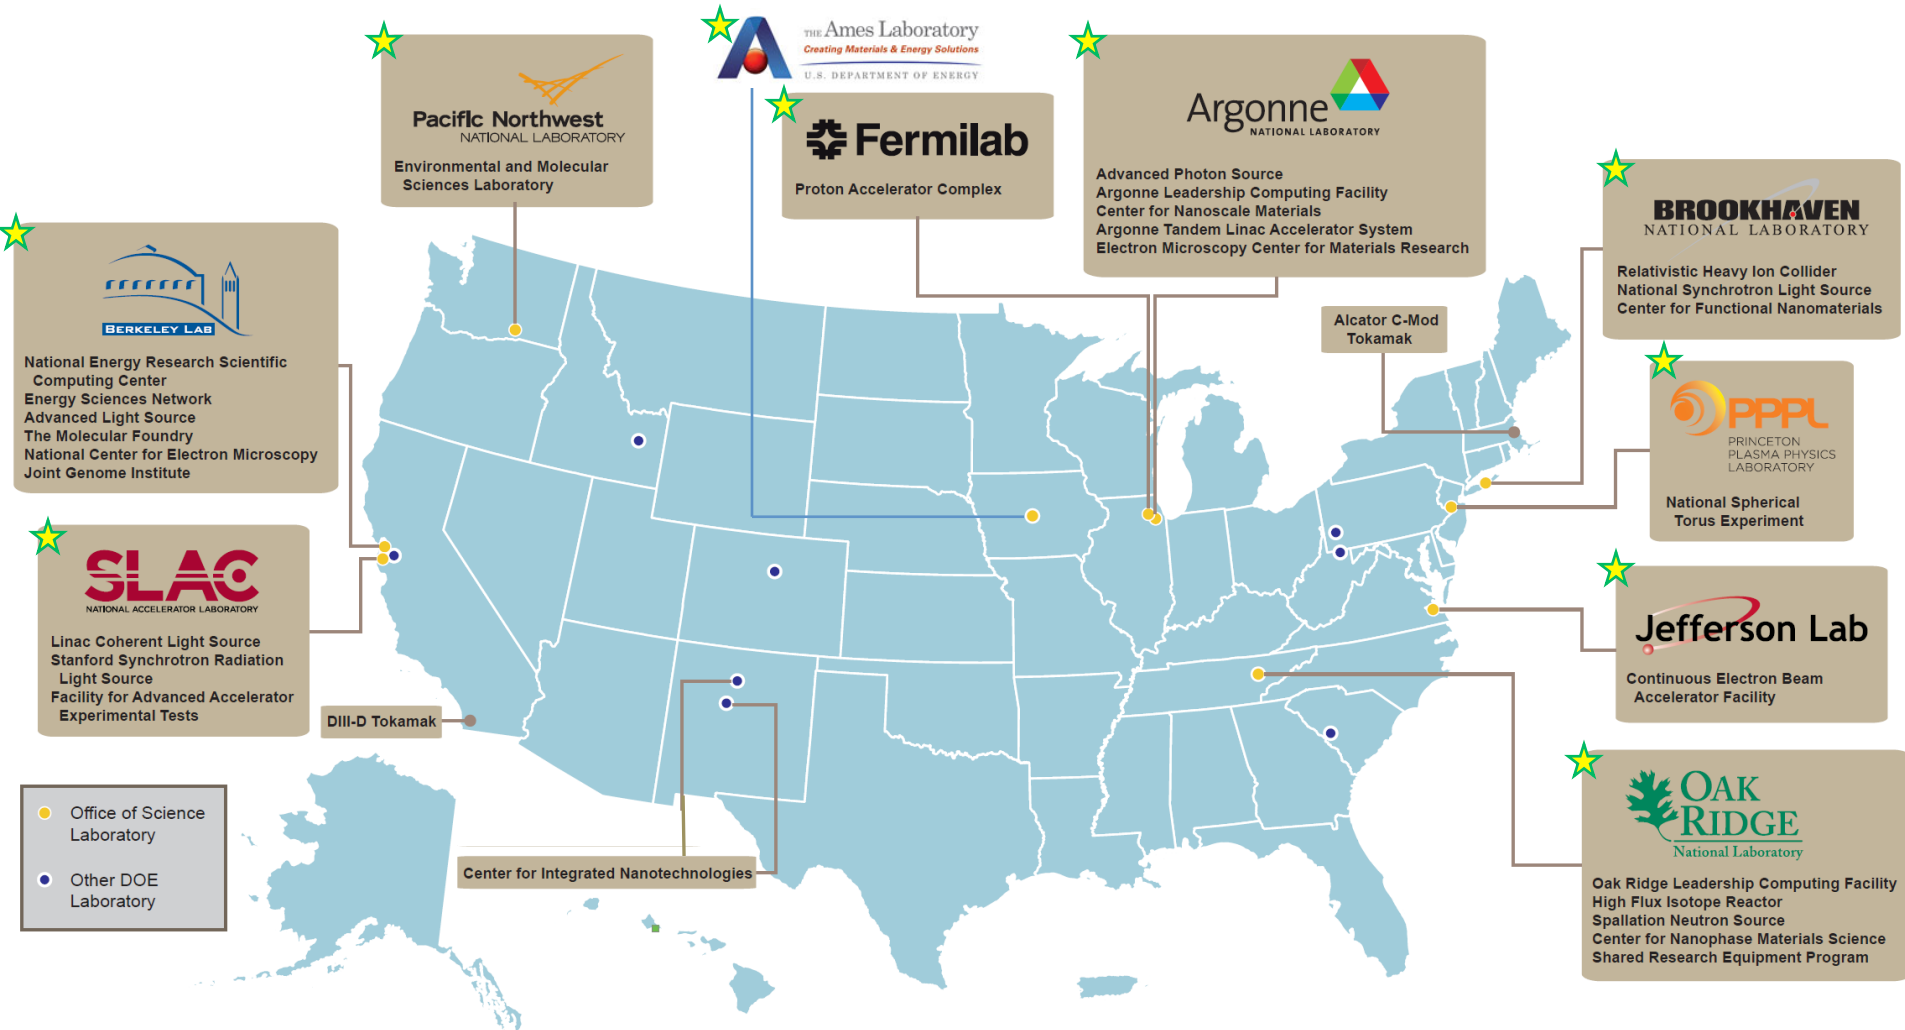 THE Ames Laboratory
Creating Materials & Energy Solutions
U.S. DEPARTMENT OF ENERGY
Pacific Northwest
NATIONAL LABORATORY
Environmental and Molecular
Sciences Laboratory
Fermilab
Proton Accelerator Complex
Argonne
NATIONAL LABORATORY
Advanced Photon Source
Argonne Leadership Computing Facility
Center for Nanoscale Materials
Argonne Tandem Linac Accelerator System
Electron Microscopy Center for Materials Research
BROOKHAVEN
NATIONAL LABORATORY
Relativistic Heavy Ion Collider
National Synchrotron Light Source
Center for Functional Nanomaterials
BERKELEY LAB
National Energy Research Scientific
Computing Center
Energy Sciences Network
Advanced Light Source
The Molecular Foundry
National Center for Electron Microscopy
Joint Genome Institute
Alcator C-Mod
Tokamak
PPPL
PRINCETON
PLASMA PHYSICS
LABORATORY
National Spherical
Torus Experiment
SLAC
NATIONAL ACCELERATOR LABORATORY
Linac Coherent Light Source
Stanford Synchrotron Radiation
Light Source
Facility for Advanced Accelerator
Experimental Tests
DIII-D Tokamak
Jefferson Lab
Continuous Electron Beam
Accelerator Facility
Office of Science
Laboratory
Other DOE
Laboratory
Center for Integrated Nanotechnologies
OAK
RIDGE
National Laboratory
Oak Ridge Leadership Computing Facility
High Flux Isotope Reactor
Spallation Neutron Source
Center for Nanophase Materials Science
Shared Research Equipment Program